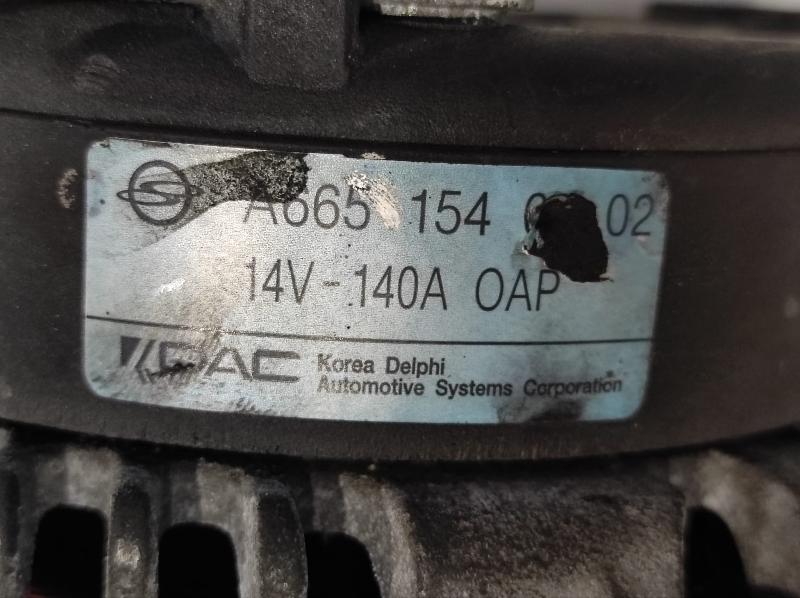 A665 154 02
14V - 140A OAP
KDAC Korea Delphi
Automotive Systems Corporation